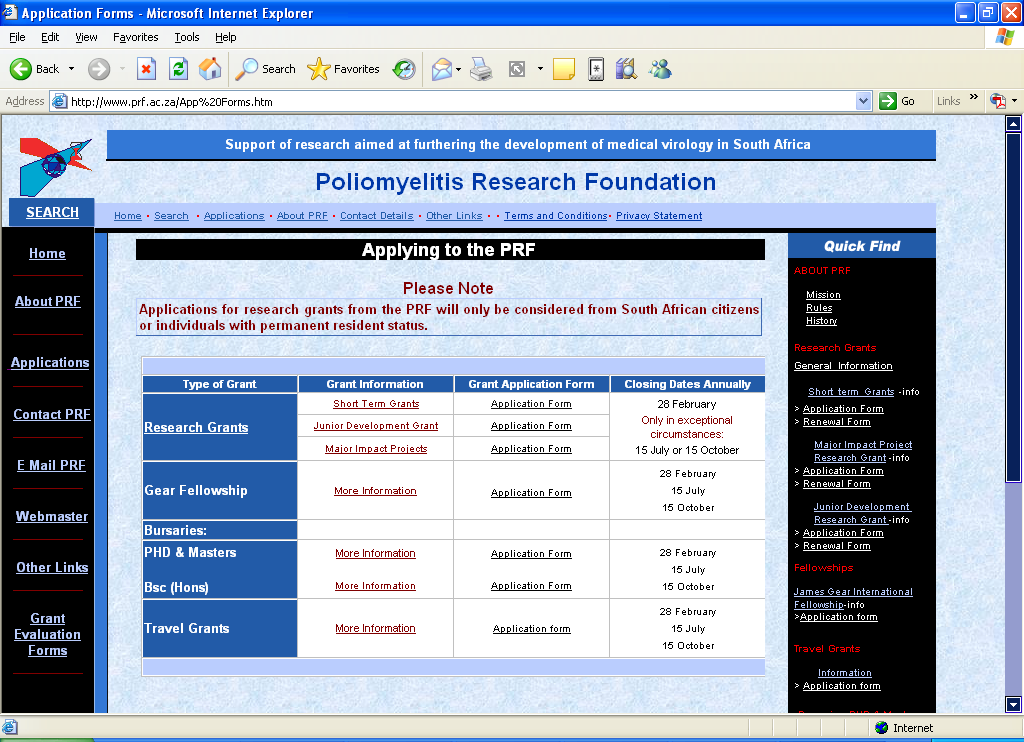 Application Forms - Microsoft Internet Explorer
File Edit View Favorites Tools Help
Back Search Favorites
Address http://www.prf.ac.za/App%20Forms.htm Go Links »
Support of research aimed at furthering the development of medical virology in South Africa
Poliomyelitis Research Foundation
SEARCH
Home • Search • Applications • About PRF • Contact Details • Other Links • • Terms and Conditions • Privacy Statement
Home
About PRF
Applications
Contact PRF
E Mail PRF
Webmaster
Other Links
Grant
Evaluation
Forms
Applying to the PRF
Please Note
Applications for research grants from the PRF will only be considered from South African citizens
or individuals with permanent resident status.
Type of Grant Grant Information Grant Application Form Closing Dates Annually
Research Grants
Short Term Grants Application Form
Junior Development Grant Application Form
Major Impact Projects Application Form
28 February
Only in exceptional
circumstances:
15 July or 15 October
Gear Fellowship More Information Application Form
28 February
15 July
15 October
Bursaries:
PHD & Masters More Information Application Form
Bsc (Hons) More Information Application Form
28 February
15 July
15 October
Travel Grants More Information Application form
28 February
15 July
15 October
Quick Find
ABOUT PRF
Mission
Rules
History
Research Grants
General Information
Short term Grants -info
> Application Form
> Renewal Form
Major Impact Project
Research Grant -info
> Application Form
> Renewal Form
Junior Development
Research Grant -info
> Application Form
> Renewal Form
Fellowships
James Gear International
Fellowship-info
>Application form
Travel Grants
Information
> Application form
Internet